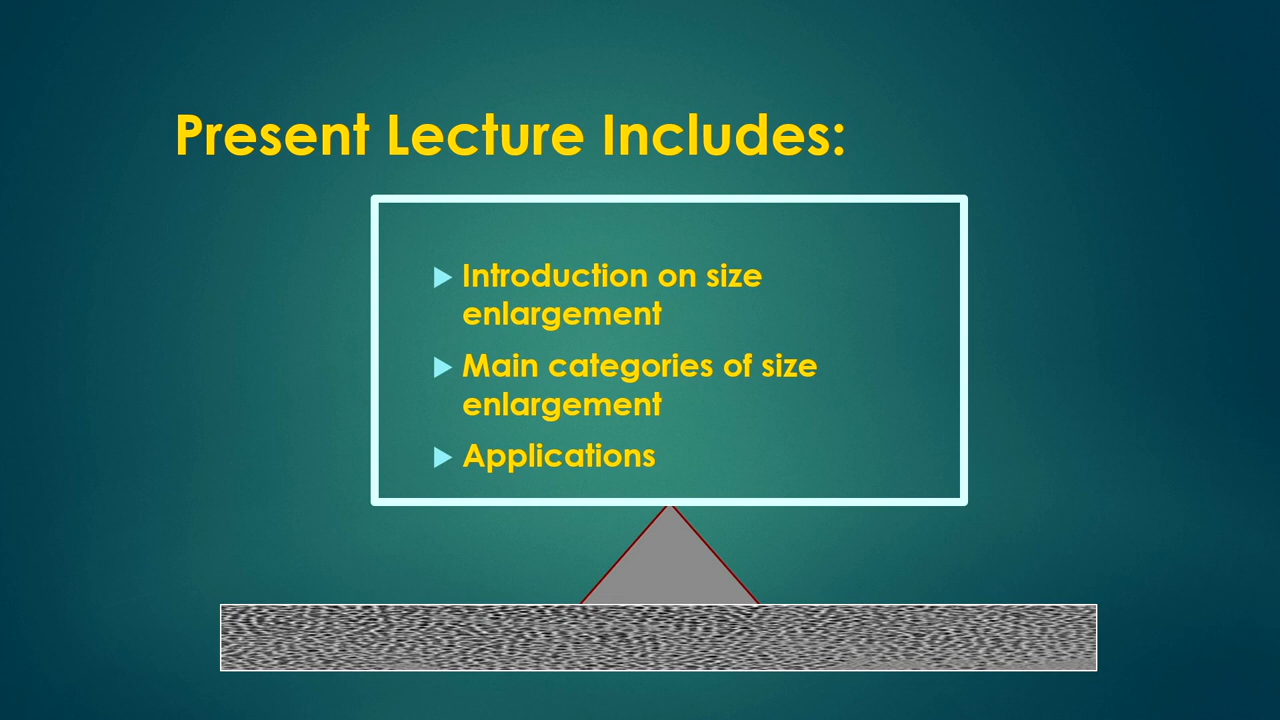 Present Lecture Includes:
Introduction on size
enlargement
Main categories of size
enlargement
Applications